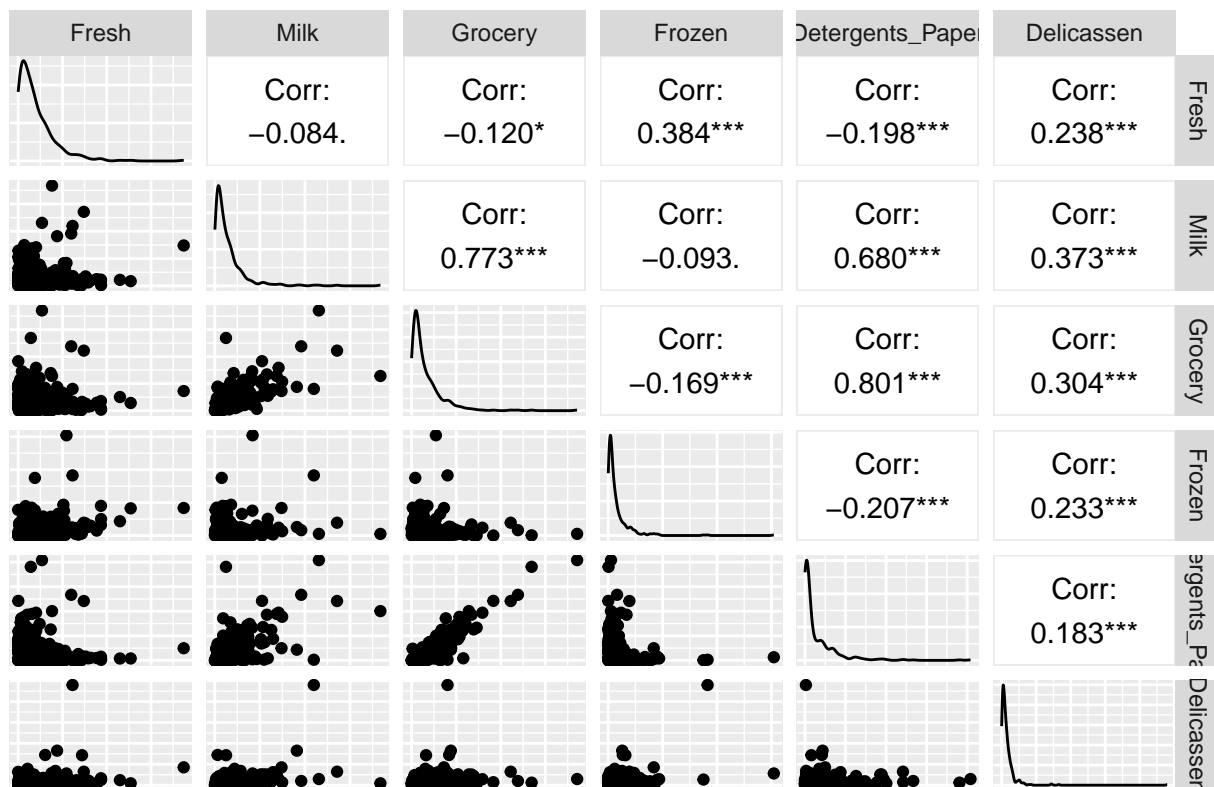 Fresh
Milk
Grocery
Frozen
Detergents_Paper
Delicassen
Corr:
−0.084.
Corr:
−0.120*
Corr:
0.384***
Corr:
−0.198***
Corr:
0.238***
Fresh
Corr:
0.773***
Corr:
−0.093.
Corr:
0.680***
Corr:
0.373***
Milk
Corr:
−0.169***
Corr:
0.801***
Corr:
0.304***
Grocery
Corr:
−0.207***
Corr:
0.233***
Frozen
Corr:
0.183***
ergents_Pa
Delicassen